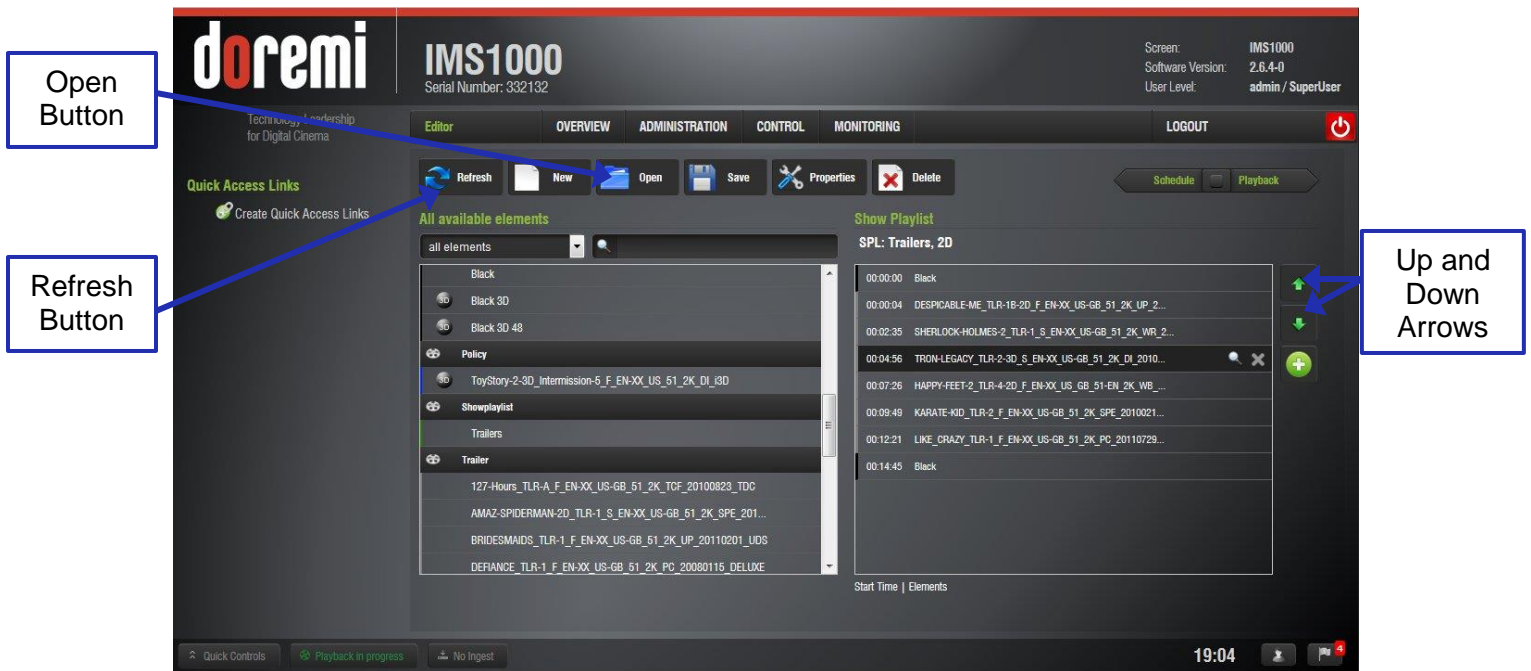 Open
Button
Refresh
Button
Up and
Down
Arrows
doremi
Technology Leadership
for Digital Cinema
IMS1000
Serial Number: 332132
Screen: IMS1000
Software Version: 2.6.4-0
User Level: admin / SuperUser
Editor OVERVIEW ADMINISTRATION CONTROL MONITORING LOGOUT
Quick Access Links
Create Quick Access Links
Refresh New Open Save Properties Delete
Schedule Playback
All available elements
all elements
Black
3D Black 3D
3D Black 3D 48
Policy
3D ToyStory-2-3D_Intermission-5_F_EN-XX_US_51_2K_DI_i3D
Showplaylist
Trailers
Trailer
127-Hours_TLR-A_F_EN-XX_US-GB_51_2K_TCF_20100823_TDC
AMAZ-SPIDERMAN-2D_TLR-1_S_EN-XX_US-GB_51_2K_SPE_201...
BRIDESMAIDS_TLR-1_F_EN-XX_US-GB_51_2K_UP_20110201_UDS
DEFIANCE_TLR-1_F_EN-XX_US-GB_51_2K_PC_20080115_DELUXE
Show Playlist
SPL: Trailers, 2D
00:00:00 Black
00:00:04 DESPICABLE-ME_TLR-1B-2D_F_EN-XX_US-GB_51_2K_UP_2...
00:02:35 SHERLOCK-HOLMES-2_TLR-1_S_EN-XX_US-GB_51_2K_WR_2...
00:04:56 TRON-LEGACY_TLR-2-3D_S_EN-XX_US-GB_51_2K_DI_2010...
00:07:26 HAPPY-FEET-2_TLR-4-2D_F_EN-XX_US_GB_51-EN_2K_WB_...
00:09:49 KARATE-KID_TLR-2_F_EN-XX_US-GB_51_2K_SPE_2010021...
00:12:21 LIKE_CRAZY_TLR-1_F_EN-XX_US-GB_51_2K_PC_20110729...
00:14:45 Black
Start Time | Elements
Quick Controls Playback in progress No Ingest 19:04 4